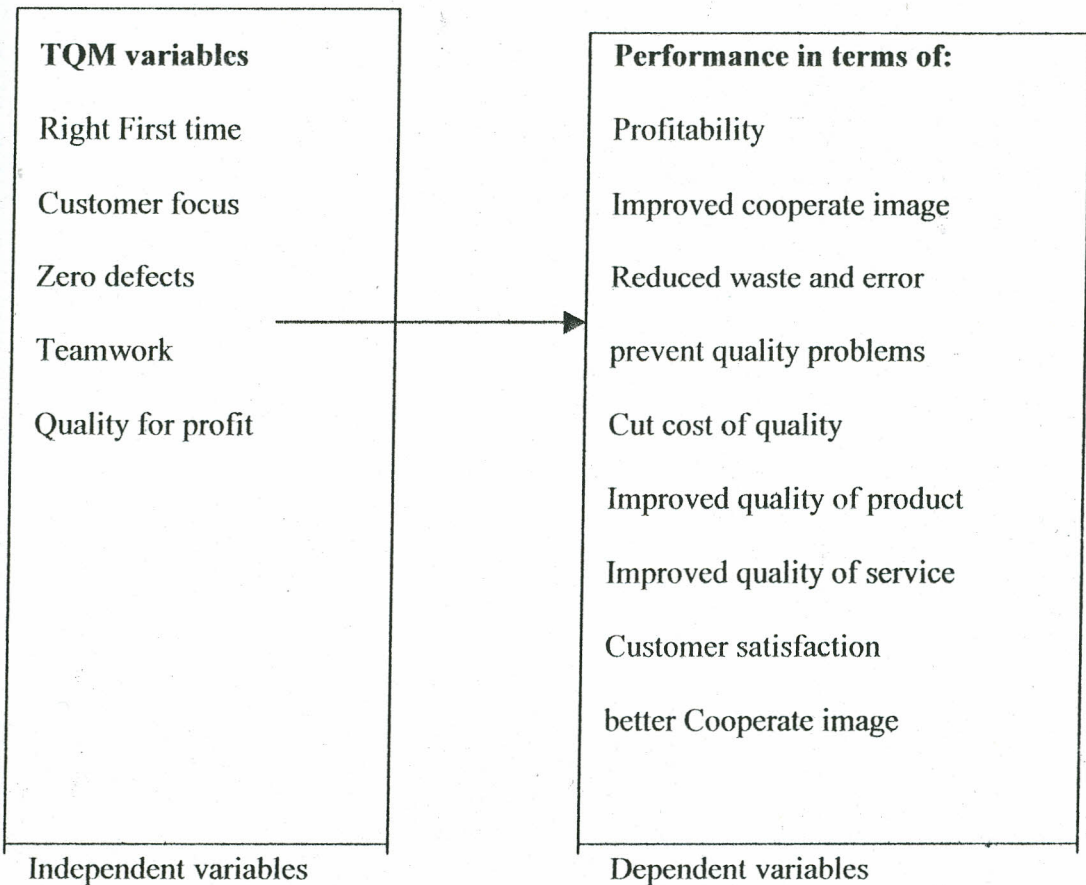 TQM variables
Right First time
Customer focus
Zero defects
Teamwork
Quality for profit
Independent variables
Performance in terms of:
Profitability
Improved cooperate image
Reduced waste and error
prevent quality problems
Cut cost of quality
Improved quality of product
Improved quality of service
Customer satisfaction
better Cooperate image
Dependent variables